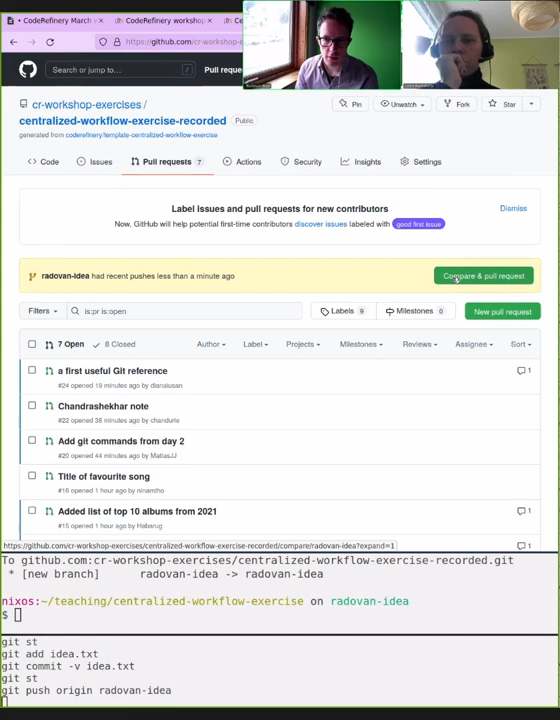 CodeRefinery March
CodeRefinery workshop
https://github.com/cr-workshop-e
Search or jump to...
/
Pull reque
cr-workshop-exercises /
centralized-workflow-exercise-recorded
Public
generated from coderefinery/template-centralized-workflow-exercise
Pin
Unwatch
Fork
Star
Code
Issues
Pull requests 7
Actions
Security
Insights
Settings
Label issues and pull requests for new contributors
Dismiss
Now, GitHub will help potential first-time contributors discover issues labeled with good first issue
radovan-idea had recent pushes less than a minute ago
Compare & pull request
Filters
is:pr is:open
Labels 9
Milestones 0
New pull request
7 Open
8 Closed
Author
Label
Projects
Milestones
Reviews
Assignee
Sort
a first useful Git reference
1
#24 opened 19 minutes ago by dianaiusan
Chandrashekhar note
#22 opened 38 minutes ago by chandurie
Add git commands from day 2
#20 opened 44 minutes ago by MatiasJJ
Title of favourite song
#16 opened 1 hour ago by ninamtho
Added list of top 10 albums from 2021
1
#15 opened 1 hour ago by Habarug
1
https://github.com/cr-workshop-exercises/centralized-workflow-exercise-recorded/compare/radovan-idea?expand=1
To github.com:cr-workshop-exercises/centralized-workflow-exercise-recorded.git
* [new branch] radovan-idea -> radovan-idea
nixos:~/teaching/centralized-workflow-exercise on radovan-idea
$
git st
git add idea.txt
git commit -v idea.txt
git st
git push origin radovan-idea